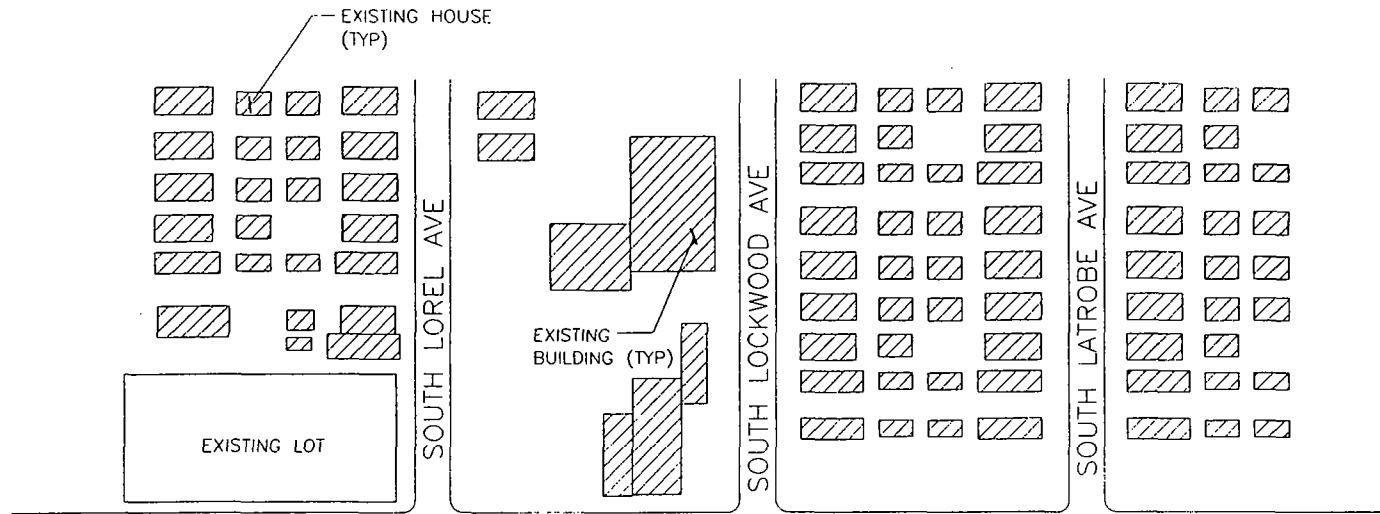 EXISTING HOUSE
(TYP)
SOUTH LOREL AVE
SOUTH LOCKWOOD AVE
SOUTH LATROBE AVE
EXISTING
BUILDING (TYP)
EXISTING LOT